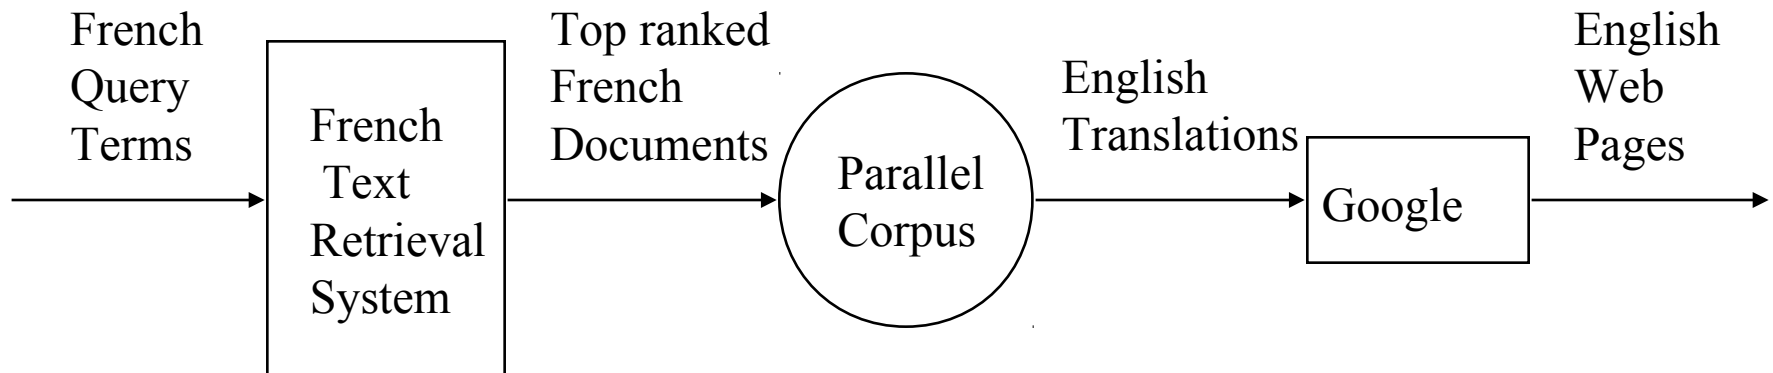 French
Query
Terms
French
Text
Retrieval
System
Top ranked
French
Documents
Parallel
Corpus
English
Translations
Google
English
Web
Pages